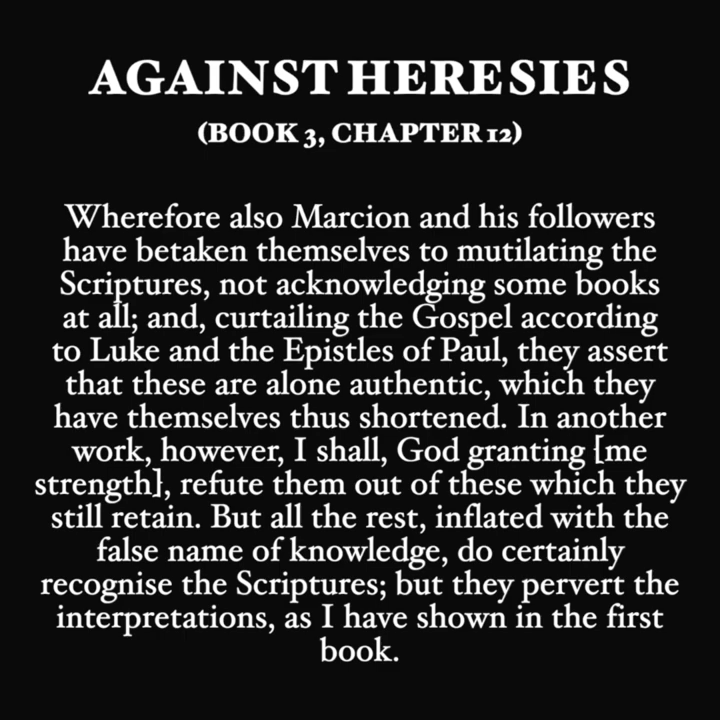 AGAINST HERESIES
(BOOK 3, CHAPTER 12)
Wherefore also Marcion and his followers
have betaken themselves to mutilating the
Scriptures, not acknowledging some books
at all; and, curtailing the Gospel according
to Luke and the Epistles of Paul, they assert
that these are alone authentic, which they
have themselves thus shortened. In another
work, however, I shall, God granting [me
strength], refute them out of these which they
still retain. But all the rest, inflated with the
false name of knowledge, do certainly
recognise the Scriptures; but they pervert the
interpretations, as I have shown in the first
book.